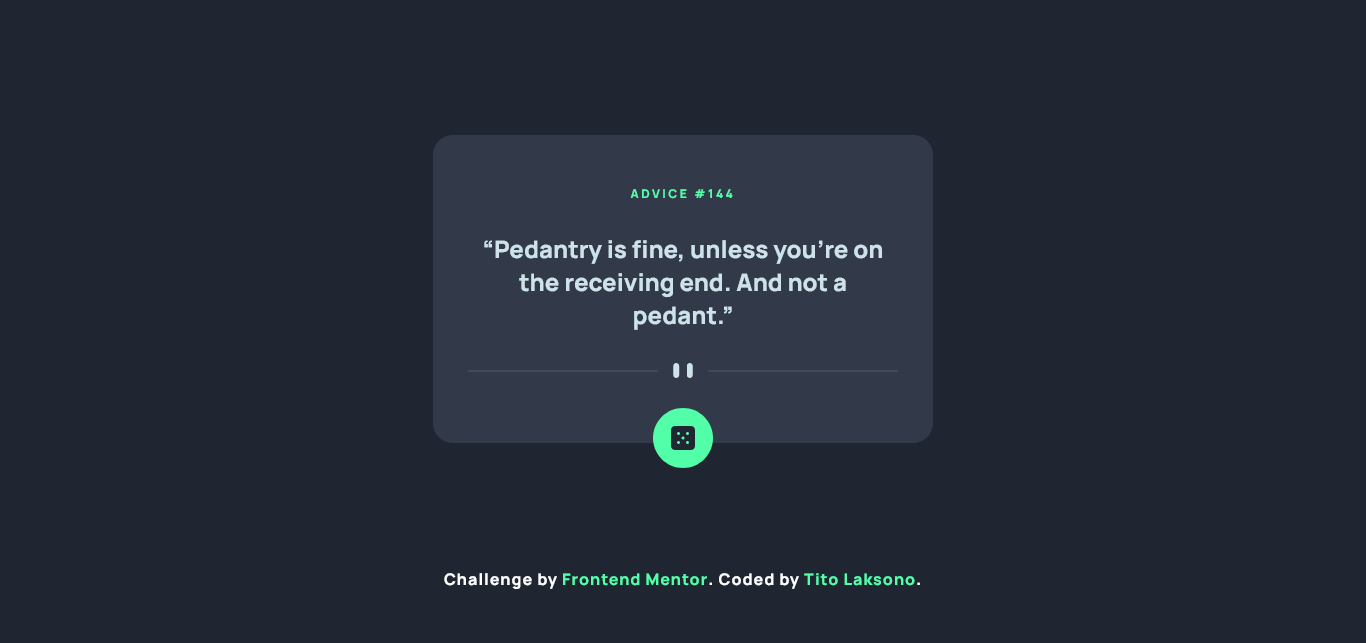 ADVICE #144
“Pedantry is fine, unless you’re on
the receiving end. And not a
pedant.”
Challenge by Frontend Mentor. Coded by Tito Laksono.